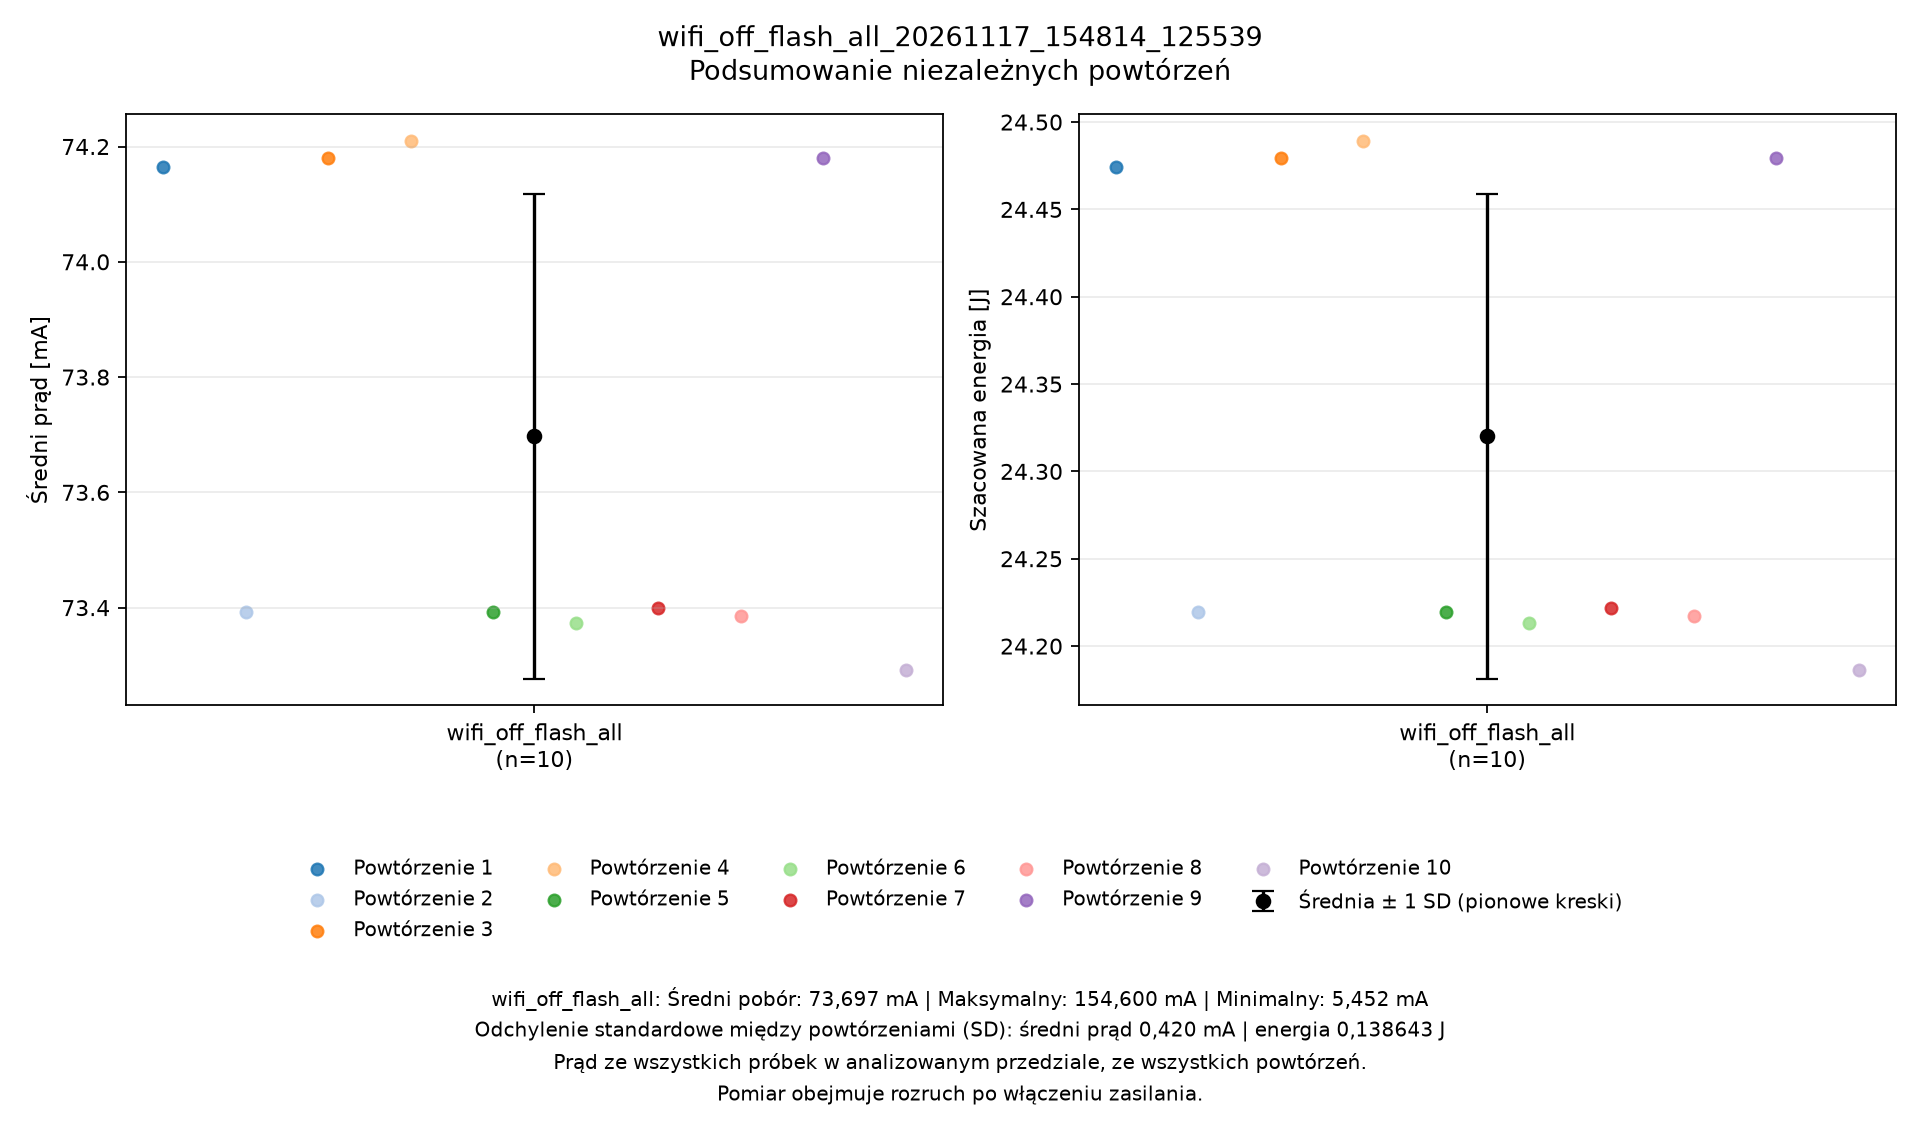 wifi_off_flash_all_20261117_154814_125539
Podsumowanie niezależnych powtórzeń
Średni prąd [mA]
74.2
74.0
73.8
73.6
73.4
wifi_off_flash_all
(n=10)
Szacowana energia [J]
24.50
24.45
24.40
24.35
24.30
24.25
24.20
wifi_off_flash_all
(n=10)
Powtórzenie 1
Powtórzenie 2
Powtórzenie 3
Powtórzenie 4
Powtórzenie 5
Powtórzenie 6
Powtórzenie 7
Powtórzenie 8
Powtórzenie 9
Powtórzenie 10
Średnia ± 1 SD (pionowe kreski)
wifi_off_flash_all: Średni pobór: 73,697 mA | Maksymalny: 154,600 mA | Minimalny: 5,452 mA
Odchylenie standardowe między powtórzeniami (SD): średni prąd 0,420 mA | energia 0,138643 J
Prąd ze wszystkich próbek w analizowanym przedziale, ze wszystkich powtórzeń.
Pomiar obejmuje rozruch po włączeniu zasilania.